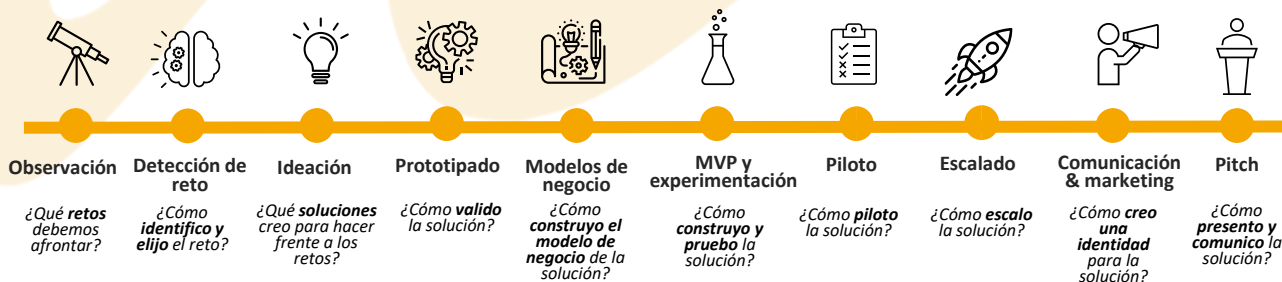 Observación
¿Qué retos
debemos
afrontar?
Detección de
reto
¿Cómo
identifico y
elijo el reto?
Ideación
¿Qué soluciones
creo para hacer
frente a los
retos?
Prototipado
¿Cómo valido
la solución?
Modelos de
negocio
¿Cómo
construyo el
modelo de
negocio de la
solución?
MVP y
experimentación
¿Cómo
construyo y
pruebo la
solución?
Piloto
¿Cómo piloto
la solución?
Escalado
¿Cómo escalo
la solución?
Comunicación
& marketing
¿Cómo creo
una
identidad
para la
solución?
Pitch
¿Cómo
presento y
comunico la
solución?